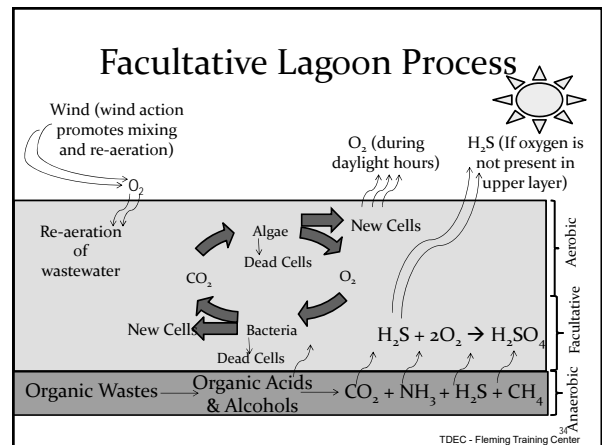 Facultative Lagoon Process
Wind (wind action
promotes mixing
and re-aeration)
O₂
O₂ (during
daylight hours)
H₂S (If oxygen is
not present in
upper layer)
Re-aeration
of
wastewater
Algae
Dead Cells
New Cells
CO₂
O₂
New Cells
Bacteria
Dead Cells
H₂S + 2O₂ → H₂SO₄
Organic Wastes
Organic Acids
& Alcohols
CO₂ + NH₃ + H₂S + CH₄
Aerobic
Facultative
Anaerobic
34
TDEC - Fleming Training Center